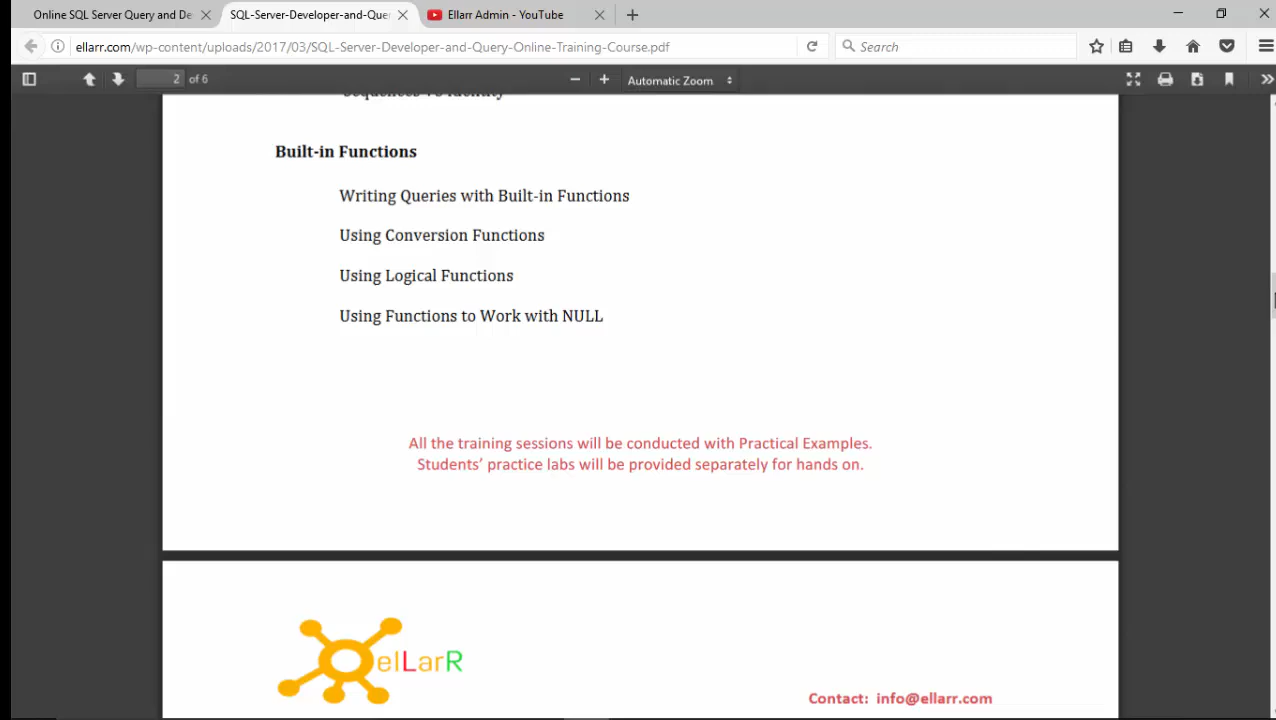 Online SQL Server Query and De
SQL-Server-Developer-and-Que
Ellarr Admin - YouTube
ellarr.com/wp-content/uploads/2017/03/SQL-Server-Developer-and-Query-Online-Training-Course.pdf
Search
2 of 6
Automatic Zoom
Sequences Vs Identity
Built-in Functions
Writing Queries with Built-in Functions
Using Conversion Functions
Using Logical Functions
Using Functions to Work with NULL
All the training sessions will be conducted with Practical Examples.
Students’ practice labs will be provided separately for hands on.
elLarR
Contact: info@ellarr.com